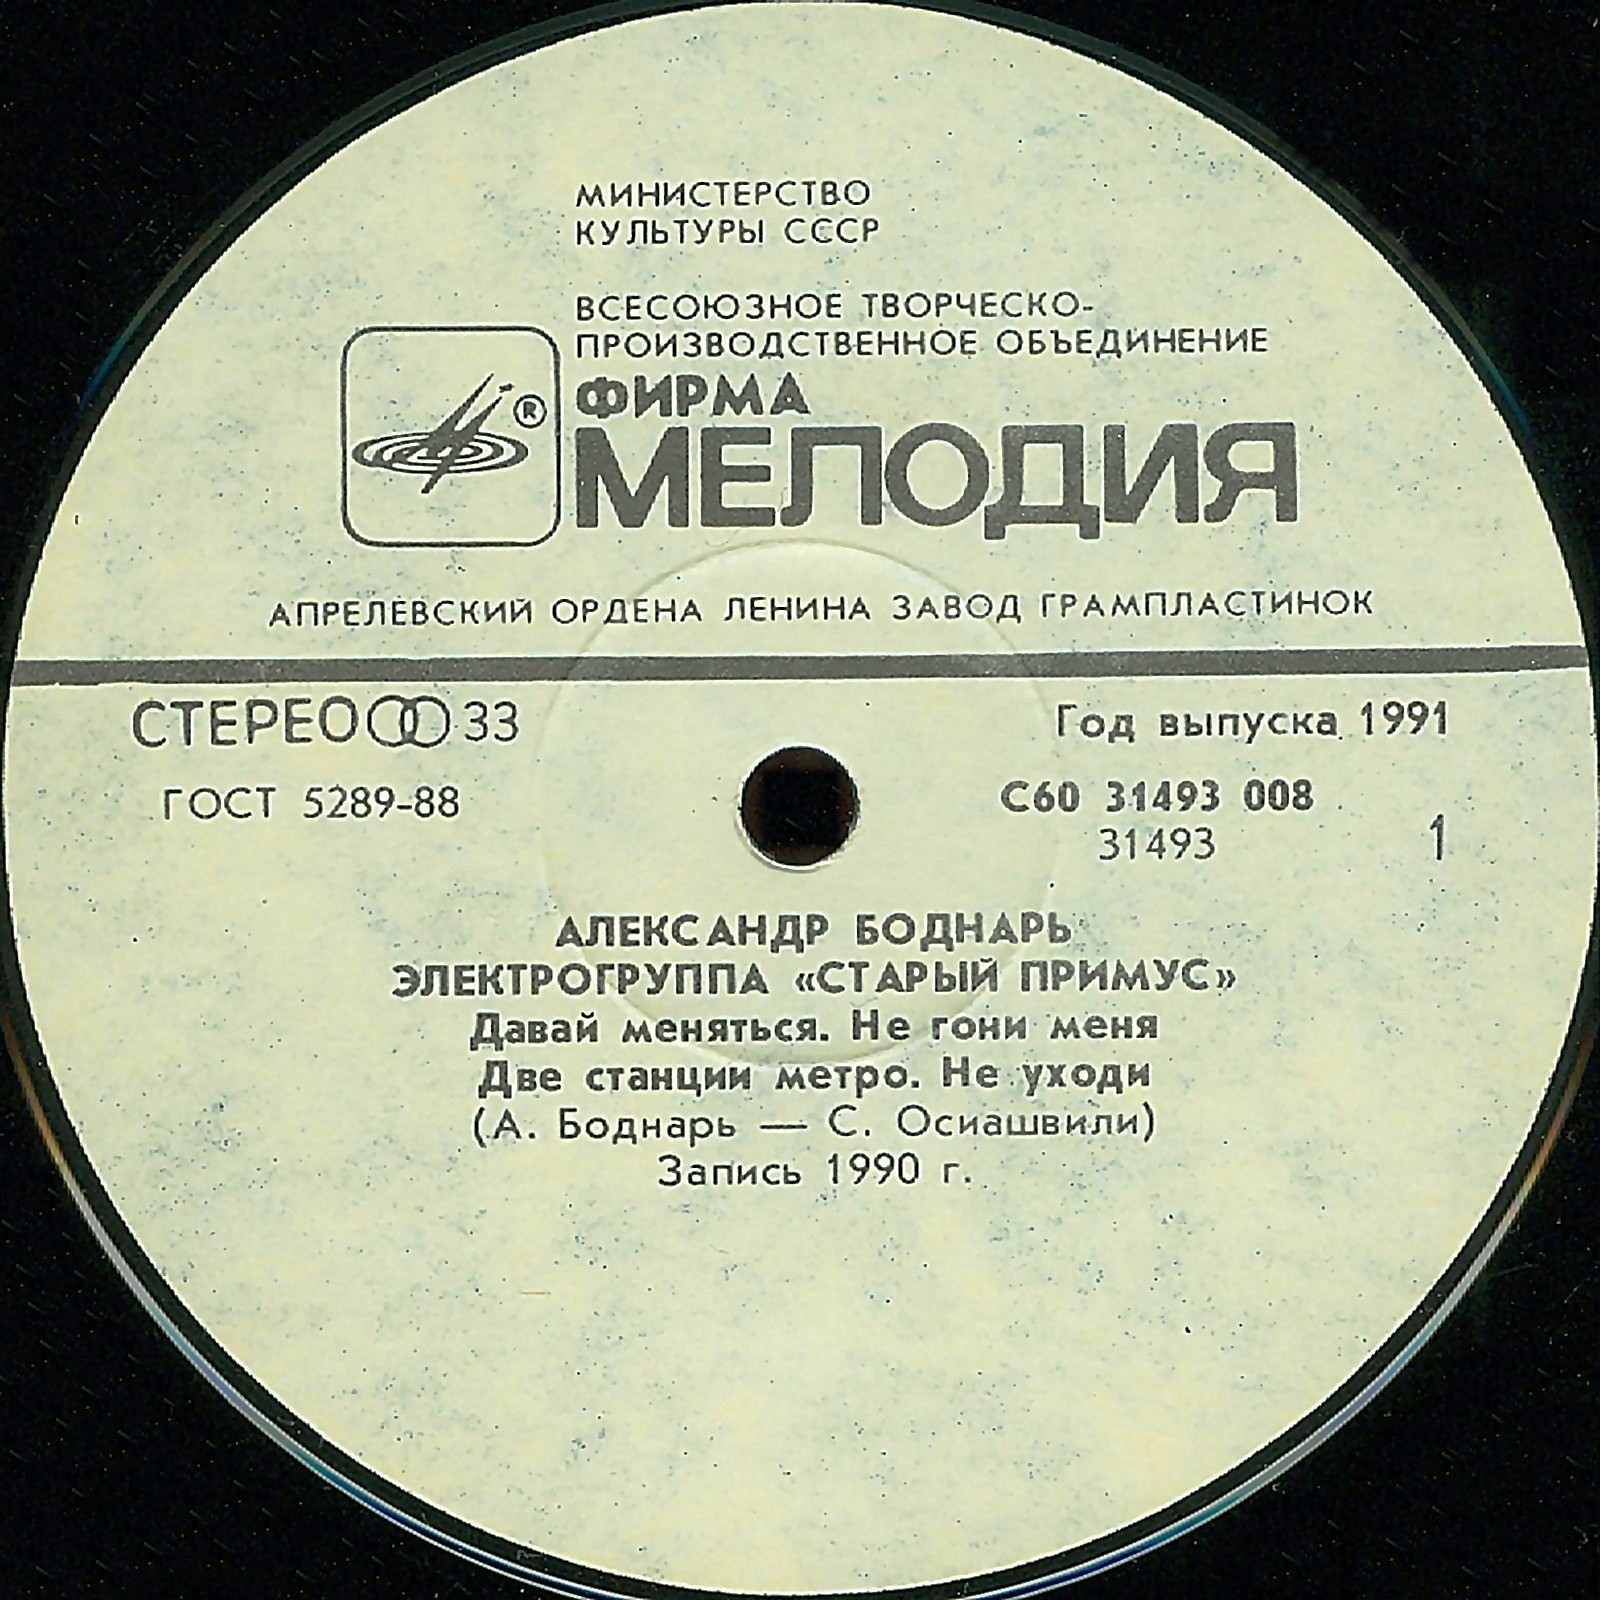 МИНИСТЕРСТВО
КУЛЬТУРЫ СССР
ВСЕСОЮЗНОЕ ТВОРЧЕСКО-
ПРОИЗВОДСТВЕННОЕ ОБЪЕДИНЕНИЕ
®
ФИРМА
МЕЛОДИЯ
АПРЕЛЕВСКИЙ ОРДЕНА ЛЕНИНА ЗАВОД ГРАМПЛАСТИНОК
СТЕРЕО 33
Год выпуска 1991
ГОСТ 5289-88
С60 31493 008
31493
1
АЛЕКСАНДР БОДНАРЬ
ЭЛЕКТРОГРУППА «СТАРЫЙ ПРИМУС»
Давай меняться. Не гони меня
Две станции метро. Не уходи
(А. Боднарь — С. Осиашвили)
Запись 1990 г.